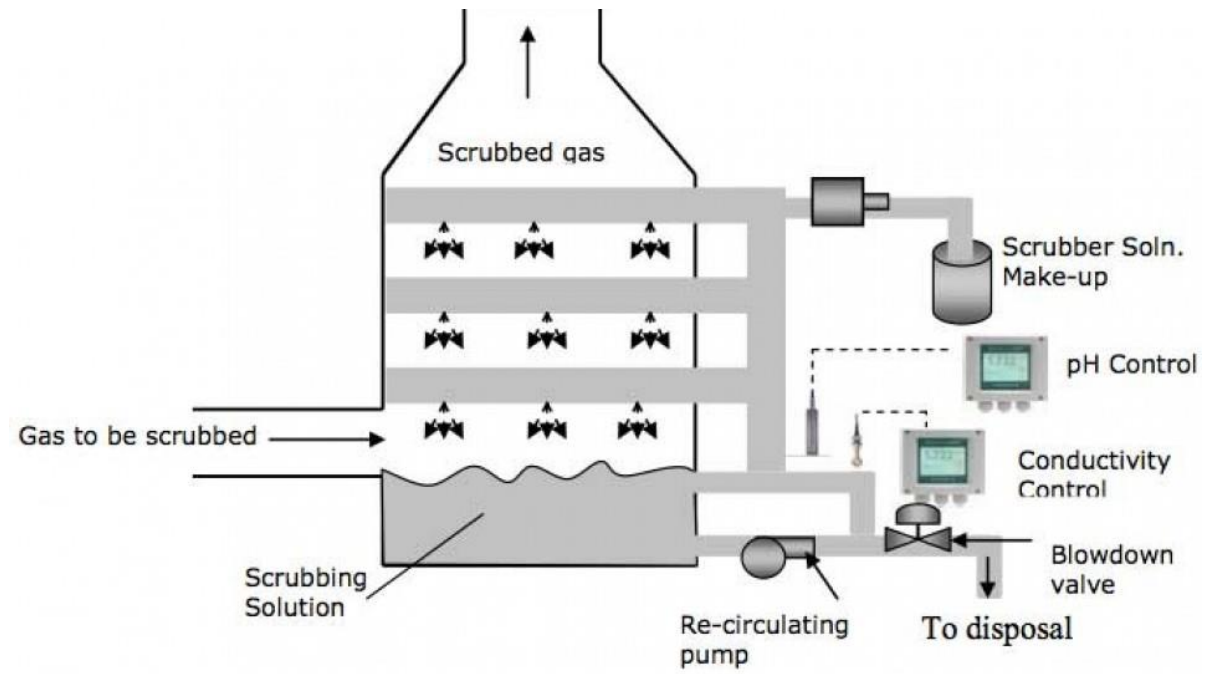 Scrubbed gas
Scrubber Soln.
Make-up
pH Control
Gas to be scrubbed
Conductivity
Control
Scrubbing
Solution
Blowdown
valve
Re-circulating
pump
To disposal